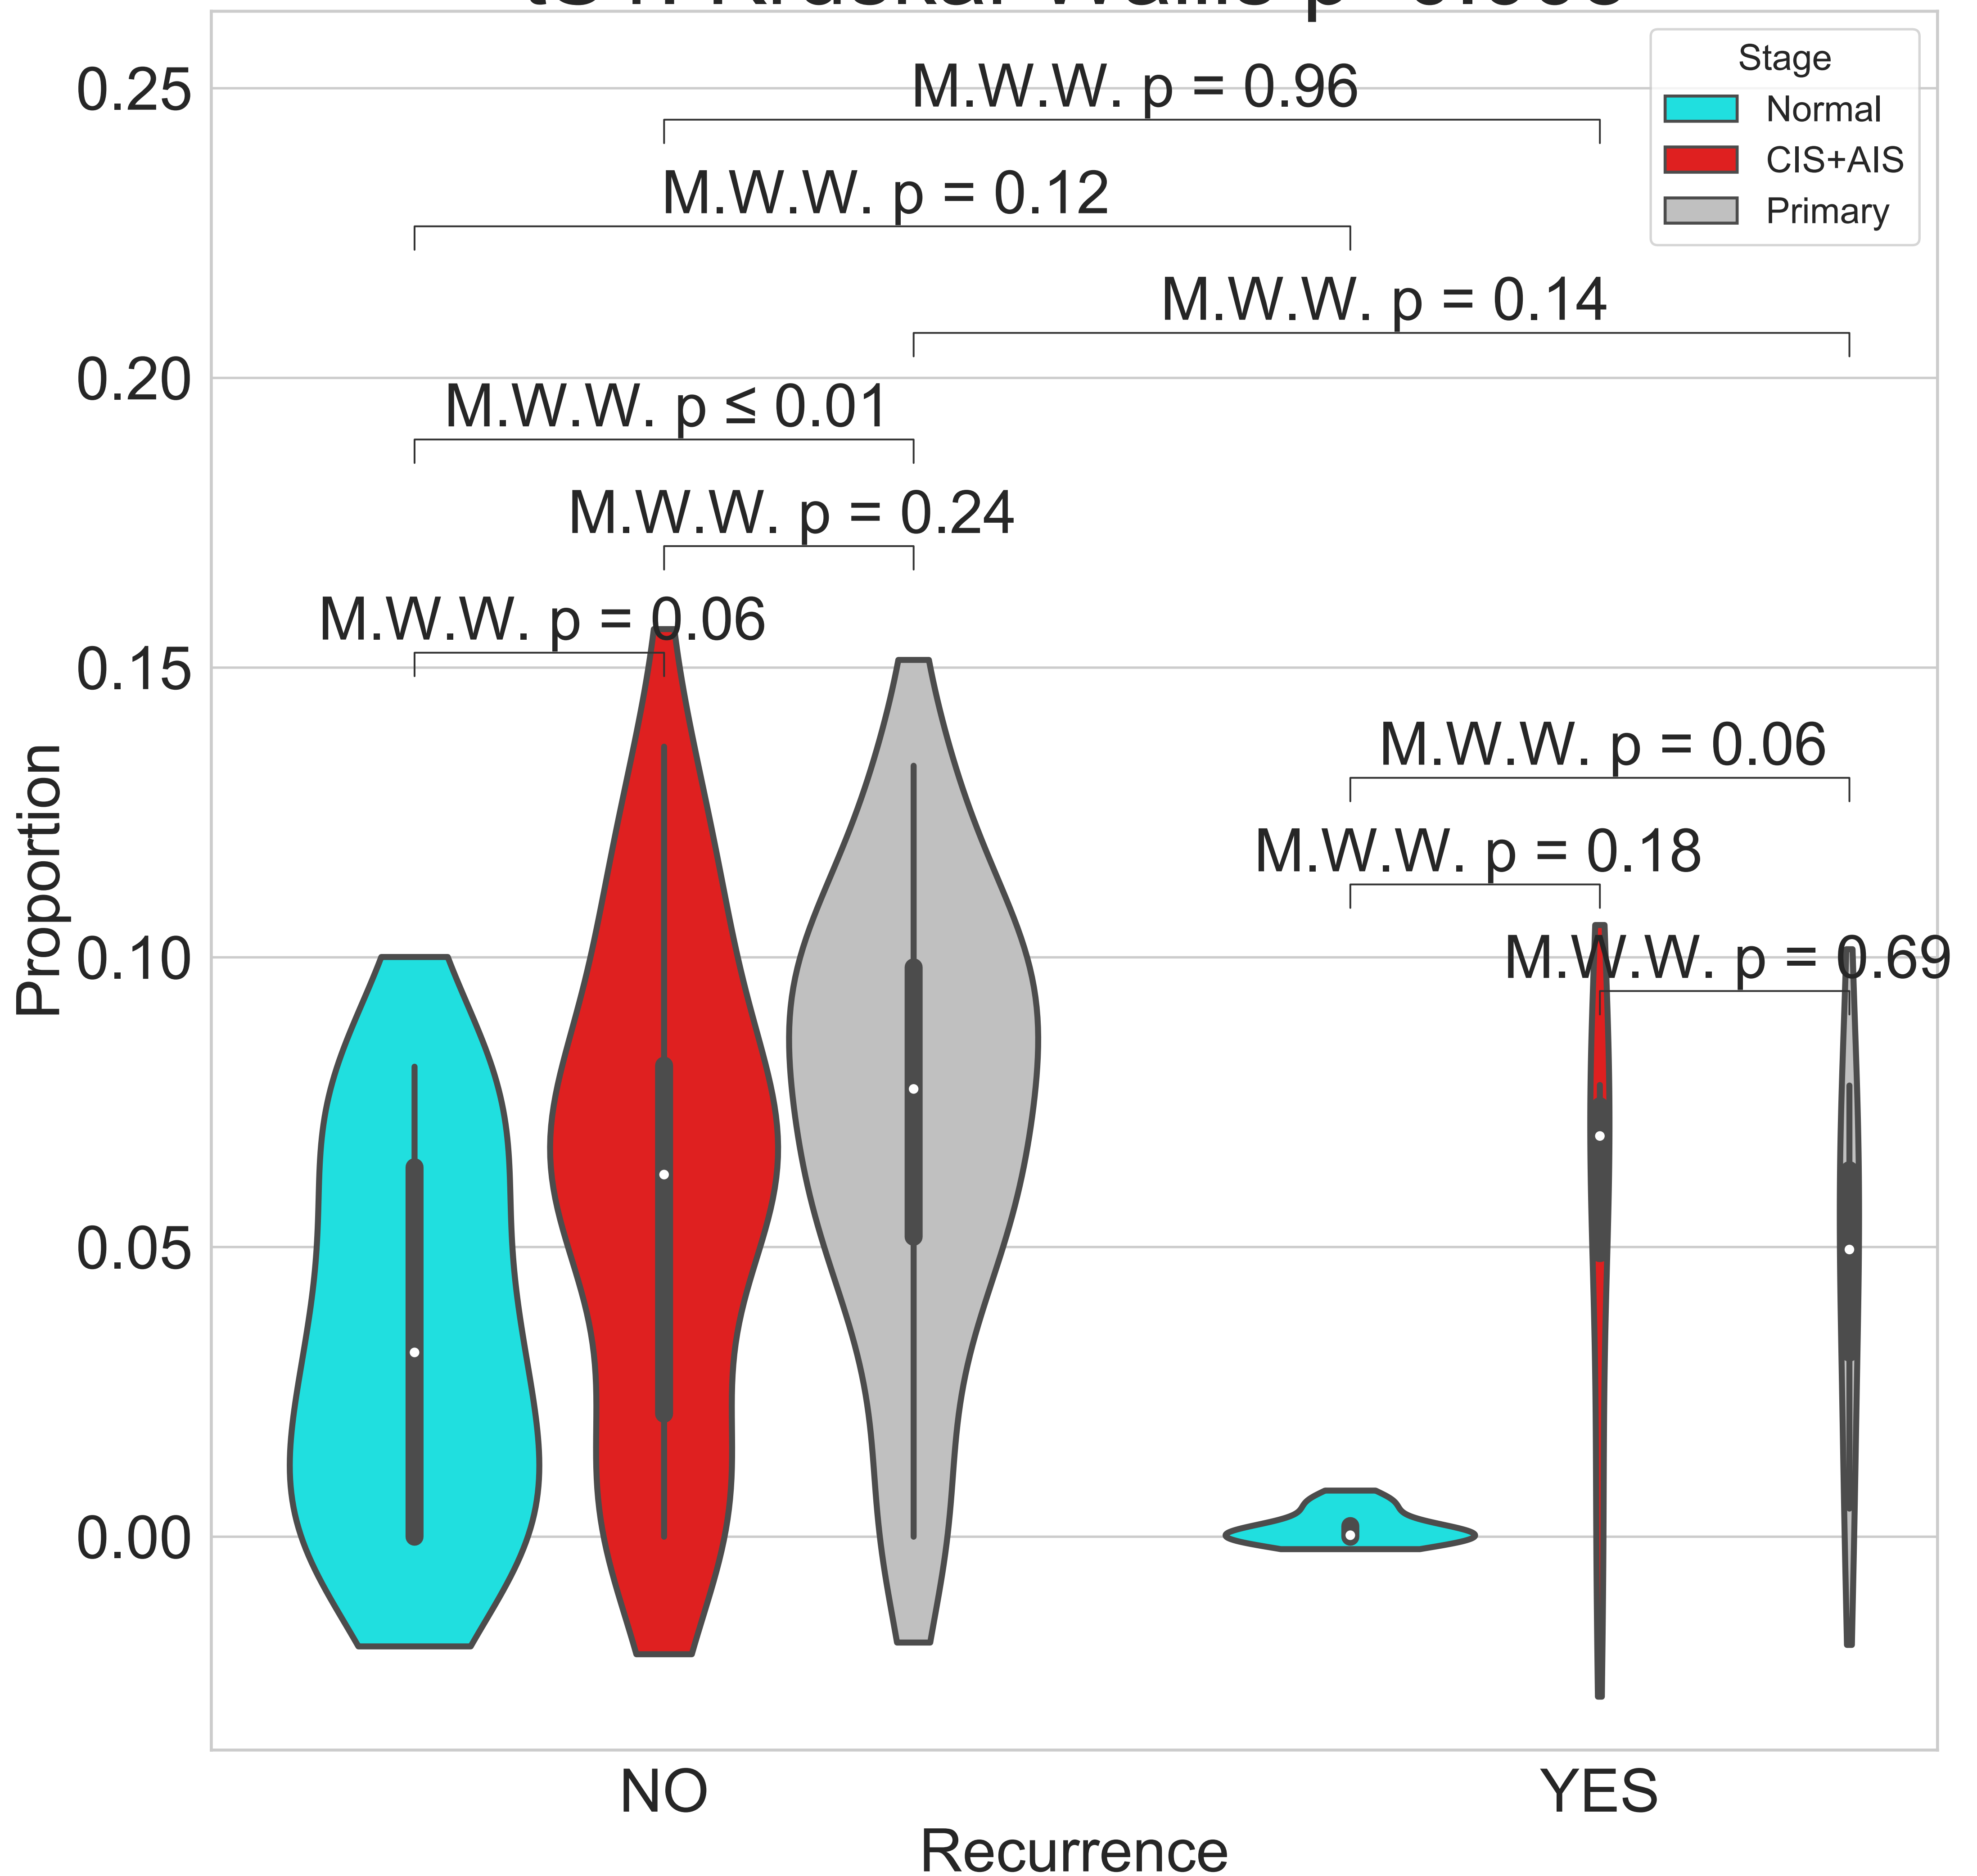 Stage
Normal
CIS+AIS
Primary
M.W.W. p = 0.96
M.W.W. p = 0.12
M.W.W. p = 0.14
M.W.W. p ≤ 0.01
M.W.W. p = 0.24
M.W.W. p = 0.06
M.W.W. p = 0.06
M.W.W. p = 0.18
M.W.W. p = 0.69
Proportion
0.25
0.20
0.15
0.10
0.05
0.00
NO
YES
Recurrence